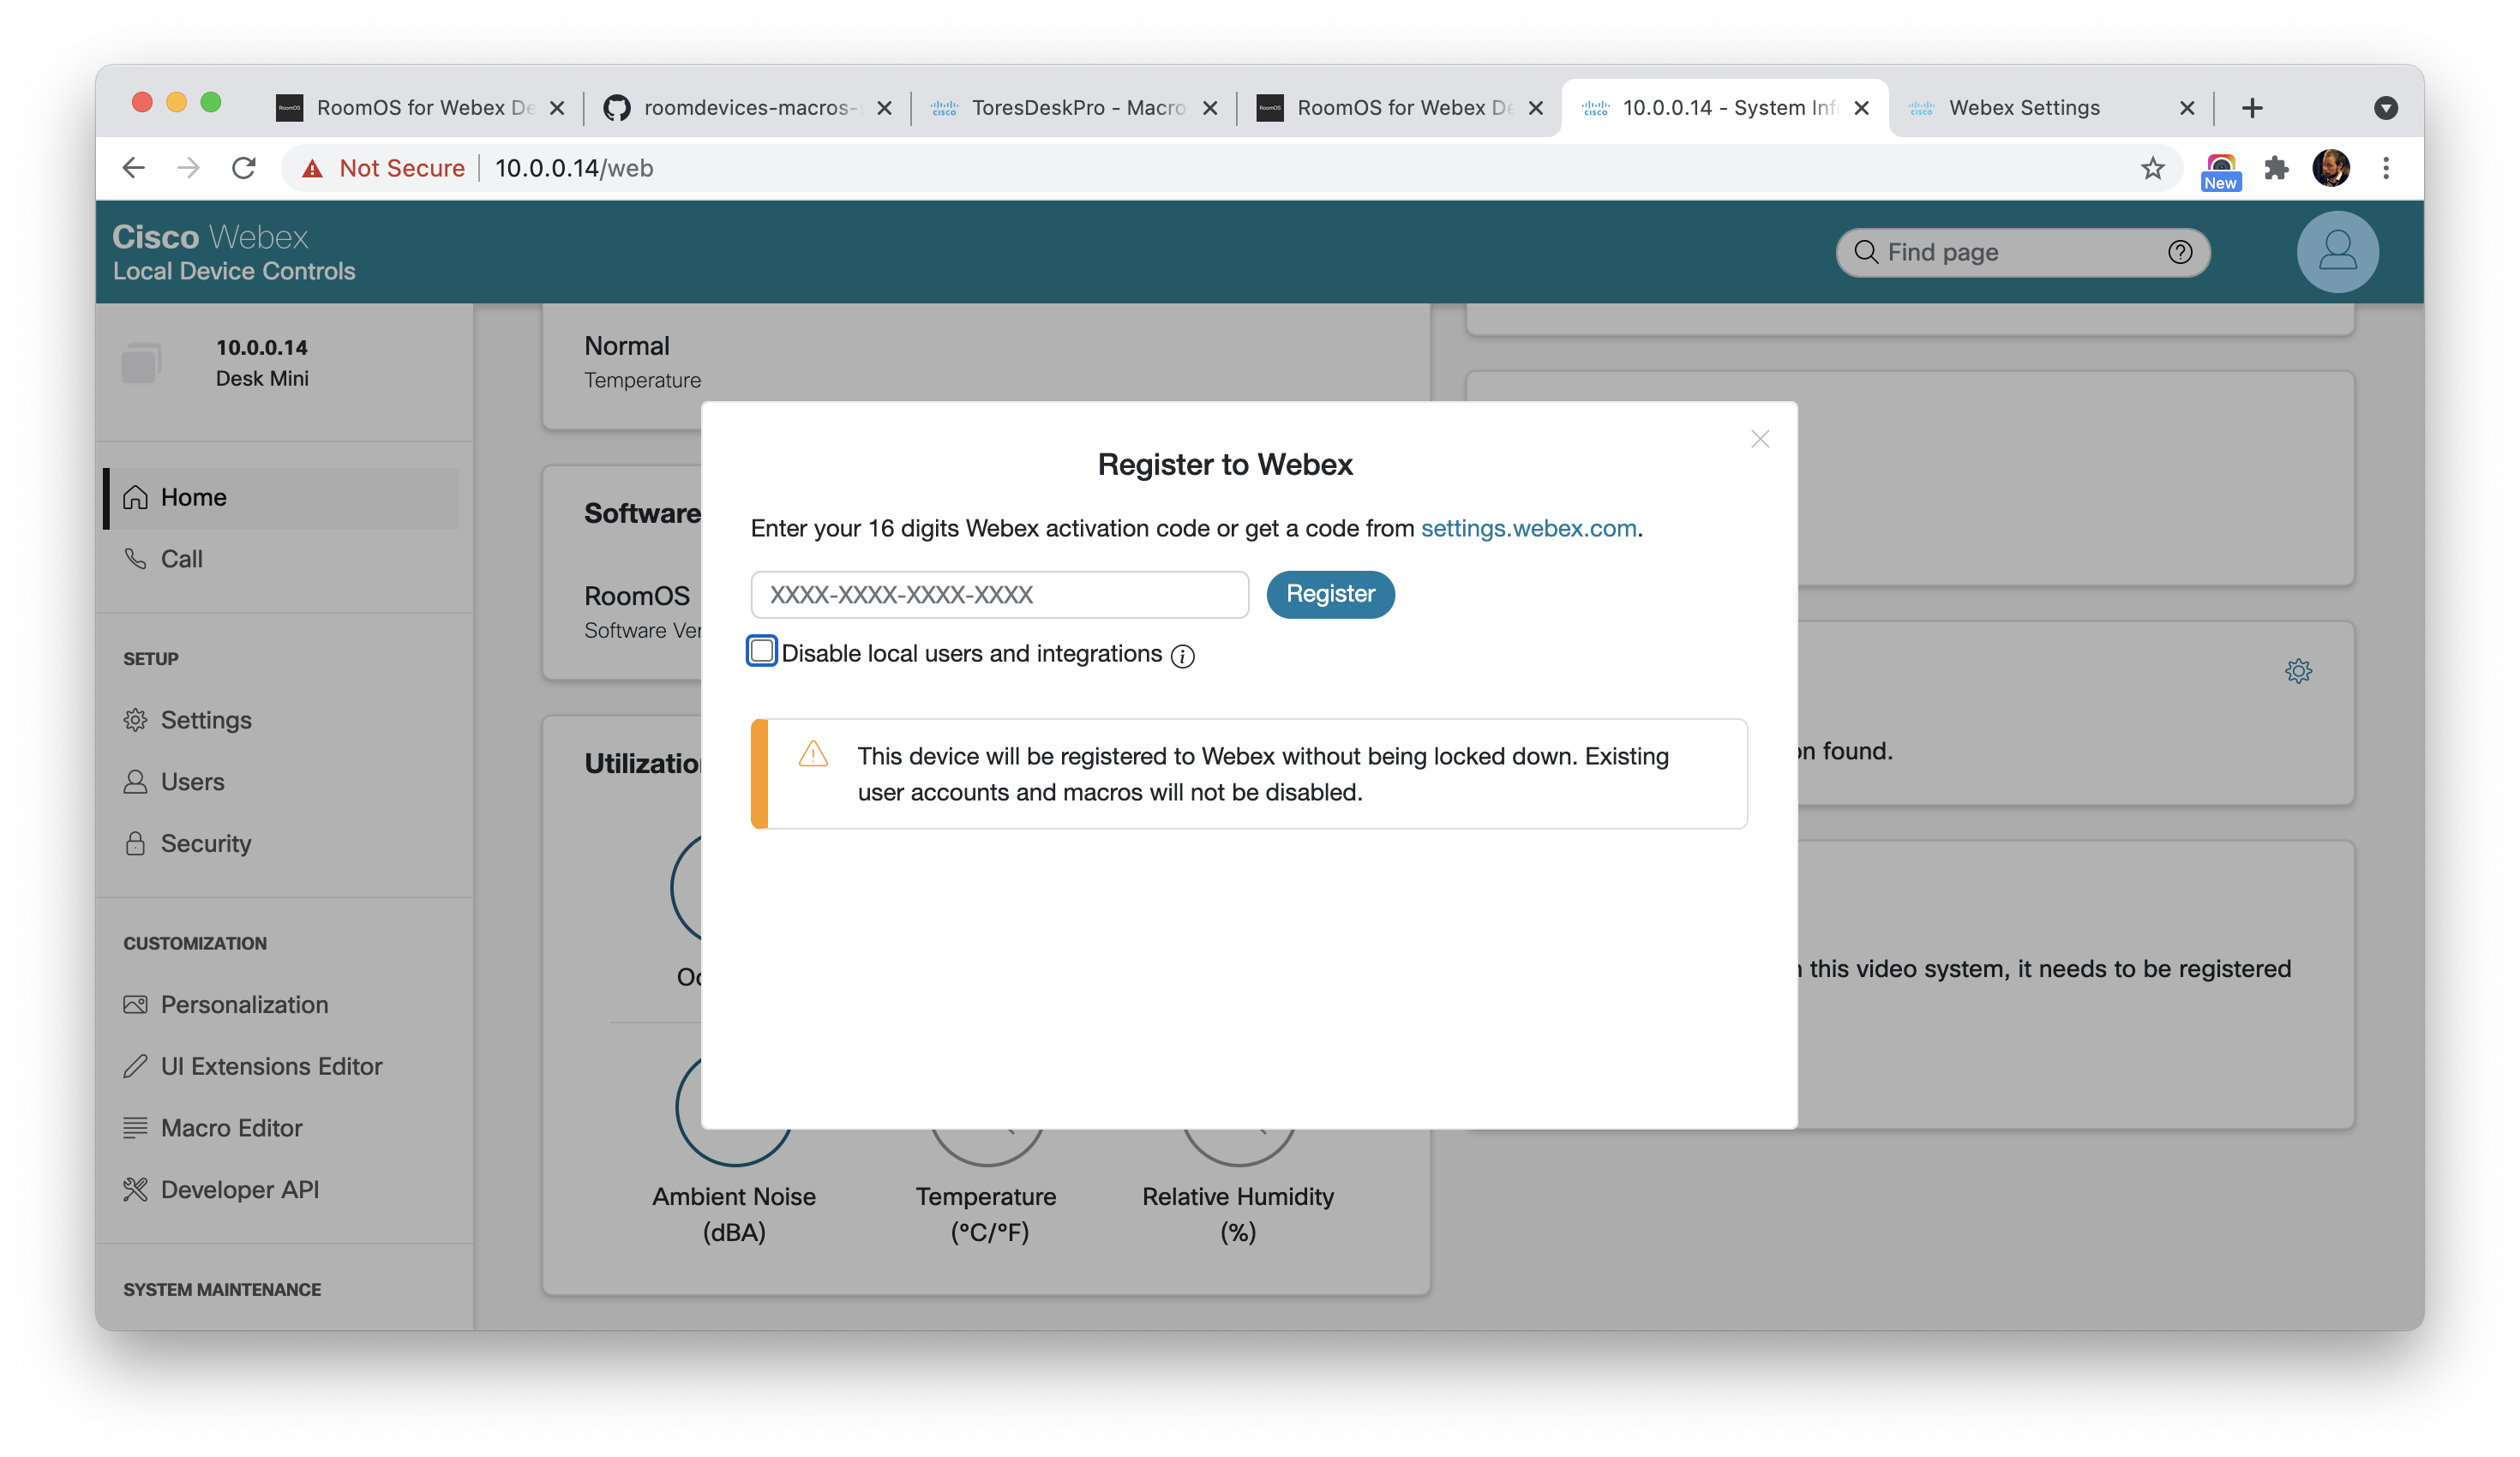 RoomOS for Webex De
roomdevices-macros-
ToresDeskPro - Macro
RoomOS for Webex De
10.0.0.14 - System Inf
Webex Settings
Not Secure
10.0.0.14/web
New
Cisco Webex
Local Device Controls
Find page
10.0.0.14
Desk Mini
Home
Call
SETUP
Settings
Users
Security
CUSTOMIZATION
Personalization
UI Extensions Editor
Macro Editor
Developer API
SYSTEM MAINTENANCE
Normal
Temperature
Software
RoomOS
Software Ver
Utilization
Register to Webex
Enter your 16 digits Webex activation code or get a code from settings.webex.com.
XXXX-XXXX-XXXX-XXXX
Register
Disable local users and integrations
This device will be registered to Webex without being locked down. Existing
user accounts and macros will not be disabled.
found.
this video system, it needs to be registered
Ambient Noise
(dBA)
Temperature
(°C/°F)
Relative Humidity
(%)